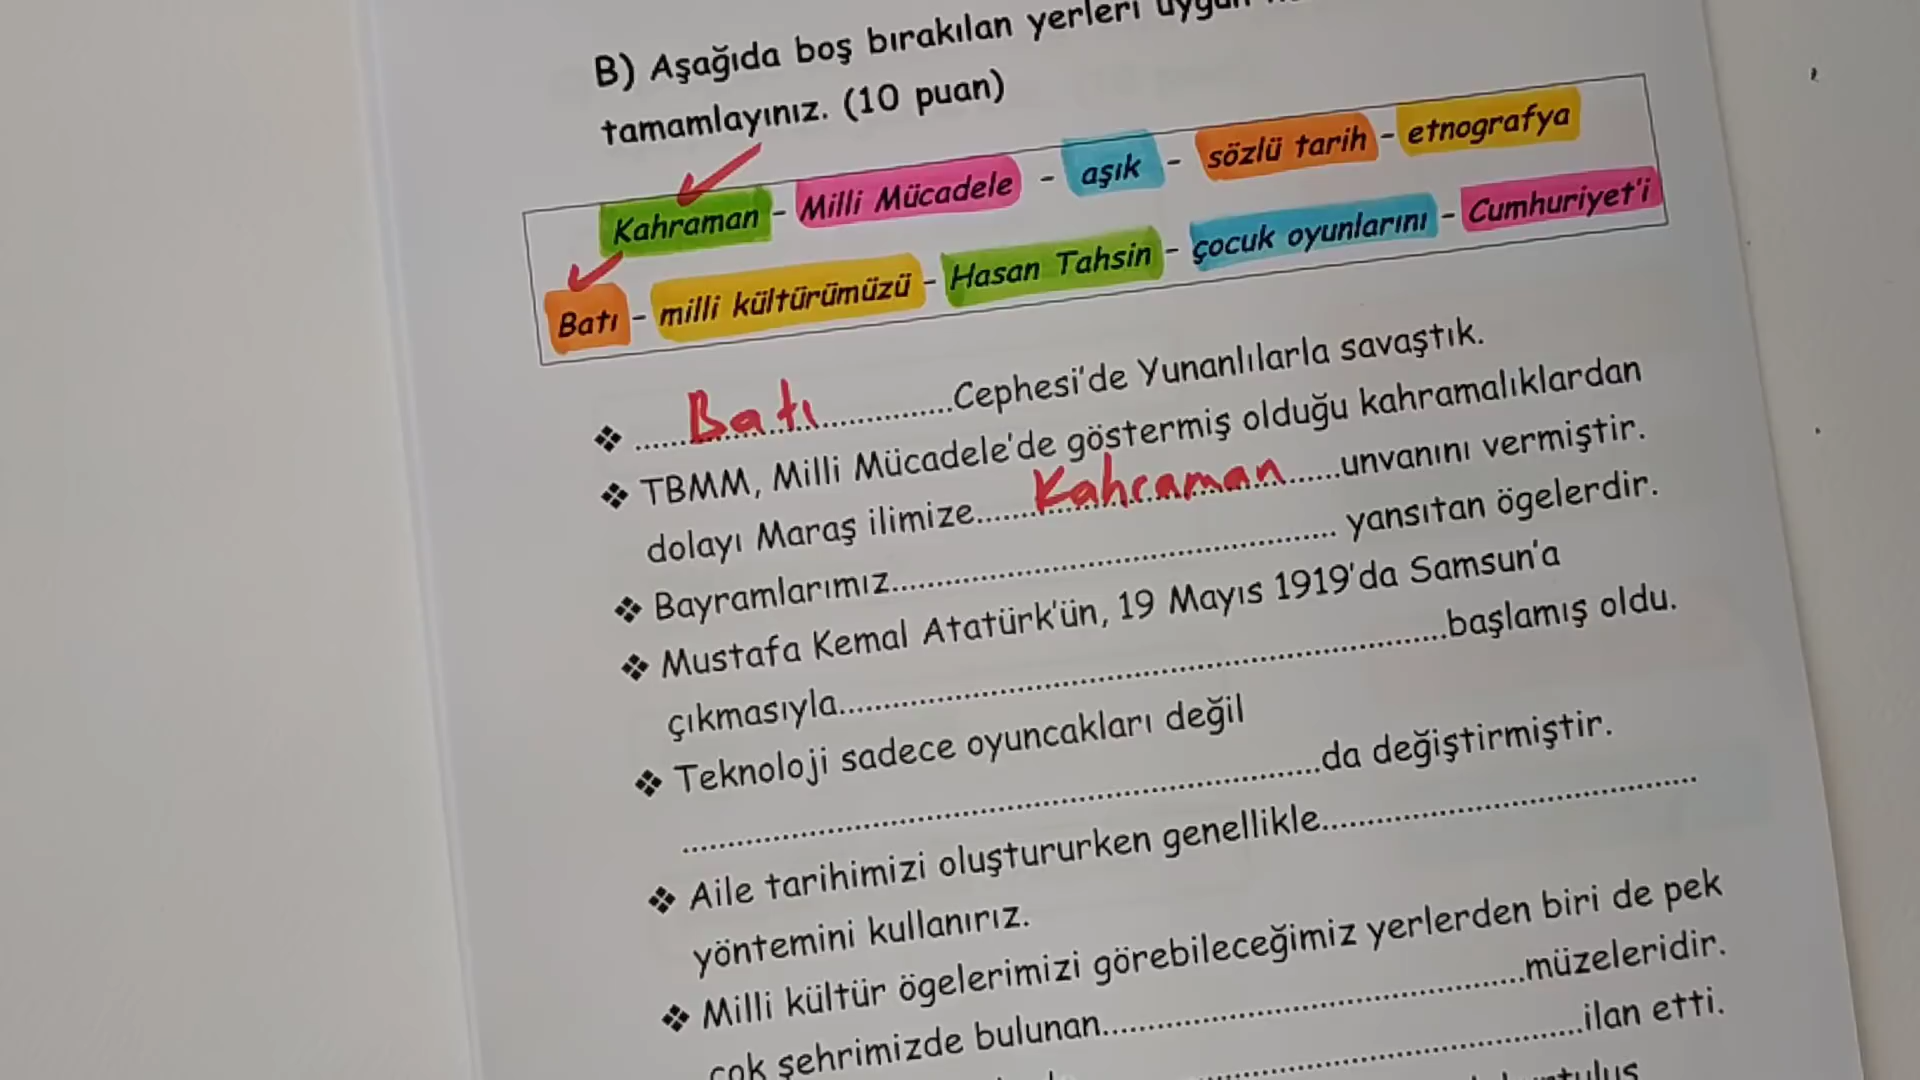 B) Aşağıda boş bırakılan yerleri
tamamlayınız. (10 puan)
Kahraman - Milli Mücadele - aşık - sözlü tarih - etnografya
Batı - milli kültürümüzü - Hasan Tahsin - çocuk oyunlarını - Cumhuriyet'i
❖ ......Batı............Cephesi'de Yunanlılarla savaştık.
❖ TBMM, Milli Mücadele'de göstermiş olduğu kahramalıklardan
dolayı Maraş ilimize......Kahraman......unvanını vermiştir.
❖ Bayramlarımız............................................ yansıtan ögelerdir.
❖ Mustafa Kemal Atatürk'ün, 19 Mayıs 1919'da Samsun'a
çıkmasıyla............................................................başlamış oldu.
❖ Teknoloji sadece oyuncakları değil
................................................................da değiştirmiştir.
❖ Aile tarihimizi oluştururken genellikle......................................
yöntemini kullanırız.
❖ Milli kültür ögelerimizi görebileceğimiz yerlerden biri de pek
çok şehrimizde bulunan...........................................müzeleridir.
....................................ilan etti.